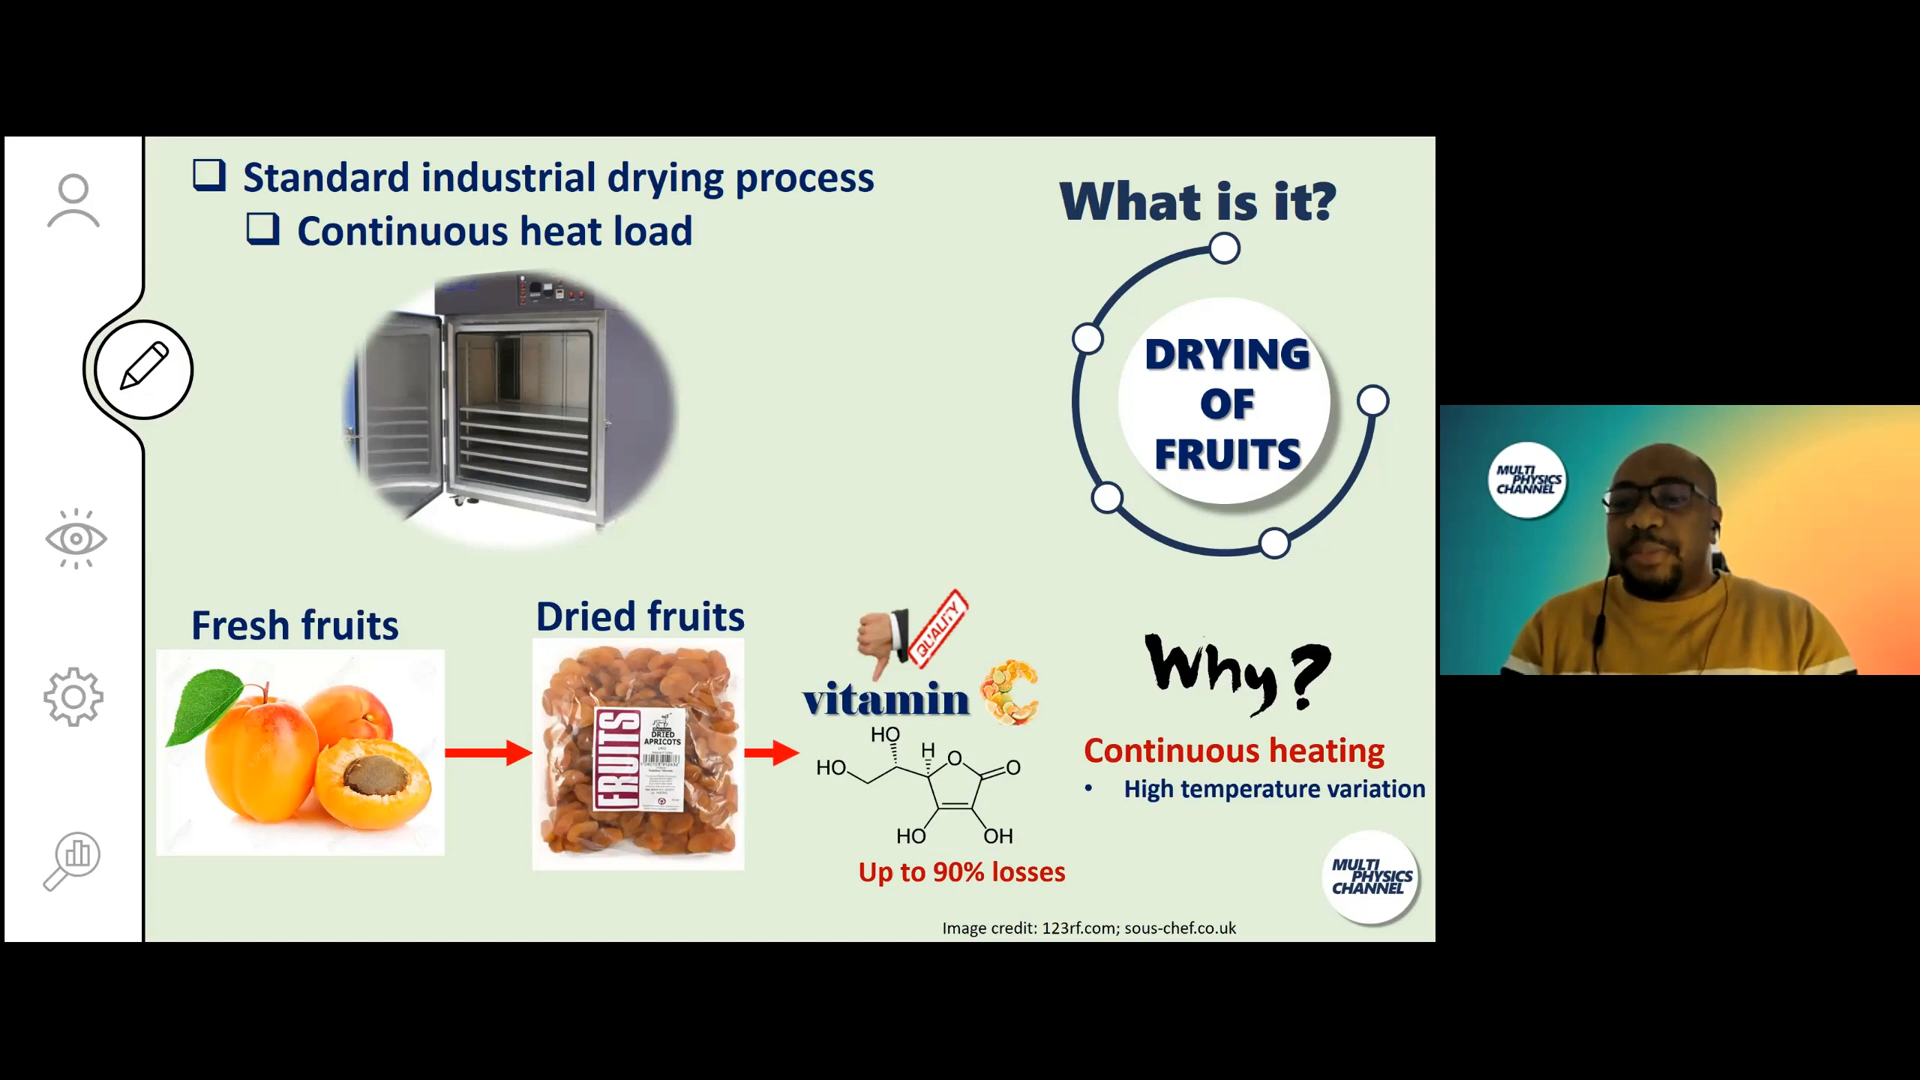 Standard industrial drying process
Continuous heat load
What is it?
DRYING
OF
FRUITS
Fresh fruits
Dried fruits
FRUITS
DRIED
APRICOTS
QUALITY
vitamin C
HO
H
O
HO
O
HO
OH
Up to 90% losses
Why?
Continuous heating
• High temperature variation
MULTI
PHYSICS
CHANNEL
Image credit: 123rf.com; sous-chef.co.uk
MULTI
PHYSICS
CHANNEL